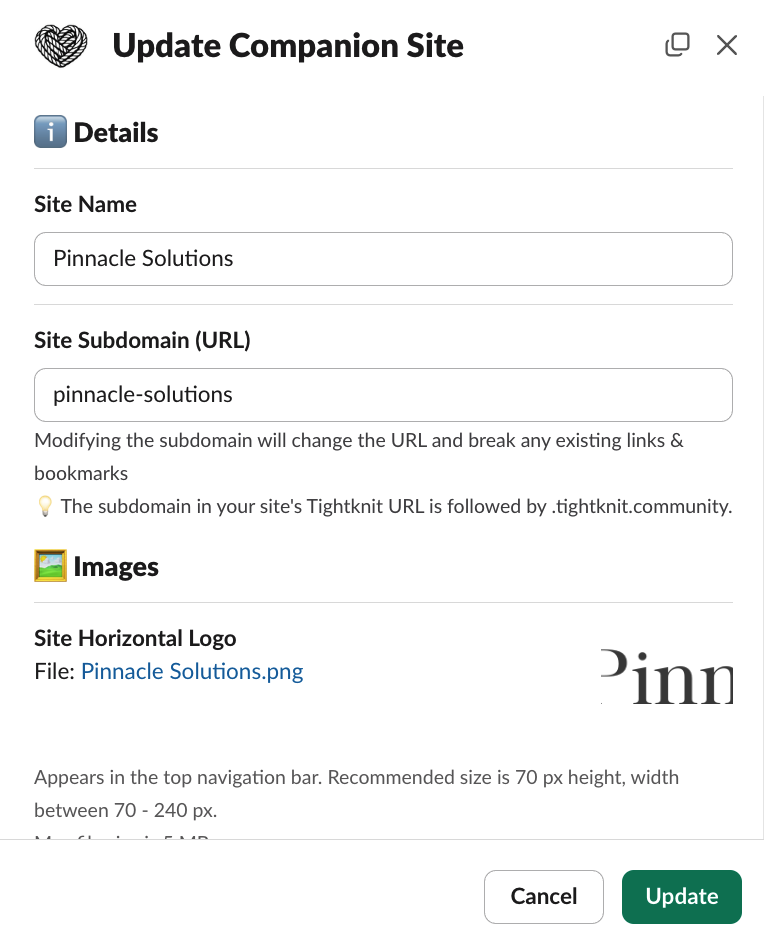 Update Companion Site
Details
Site Name
Pinnacle Solutions
Site Subdomain (URL)
pinnacle-solutions
Modifying the subdomain will change the URL and break any existing links &
bookmarks
The subdomain in your site's Tightknit URL is followed by .tightknit.community.
Images
Site Horizontal Logo
File: Pinnacle Solutions.png
Pinn
Appears in the top navigation bar. Recommended size is 70 px height, width
between 70 - 240 px.
Cancel
Update